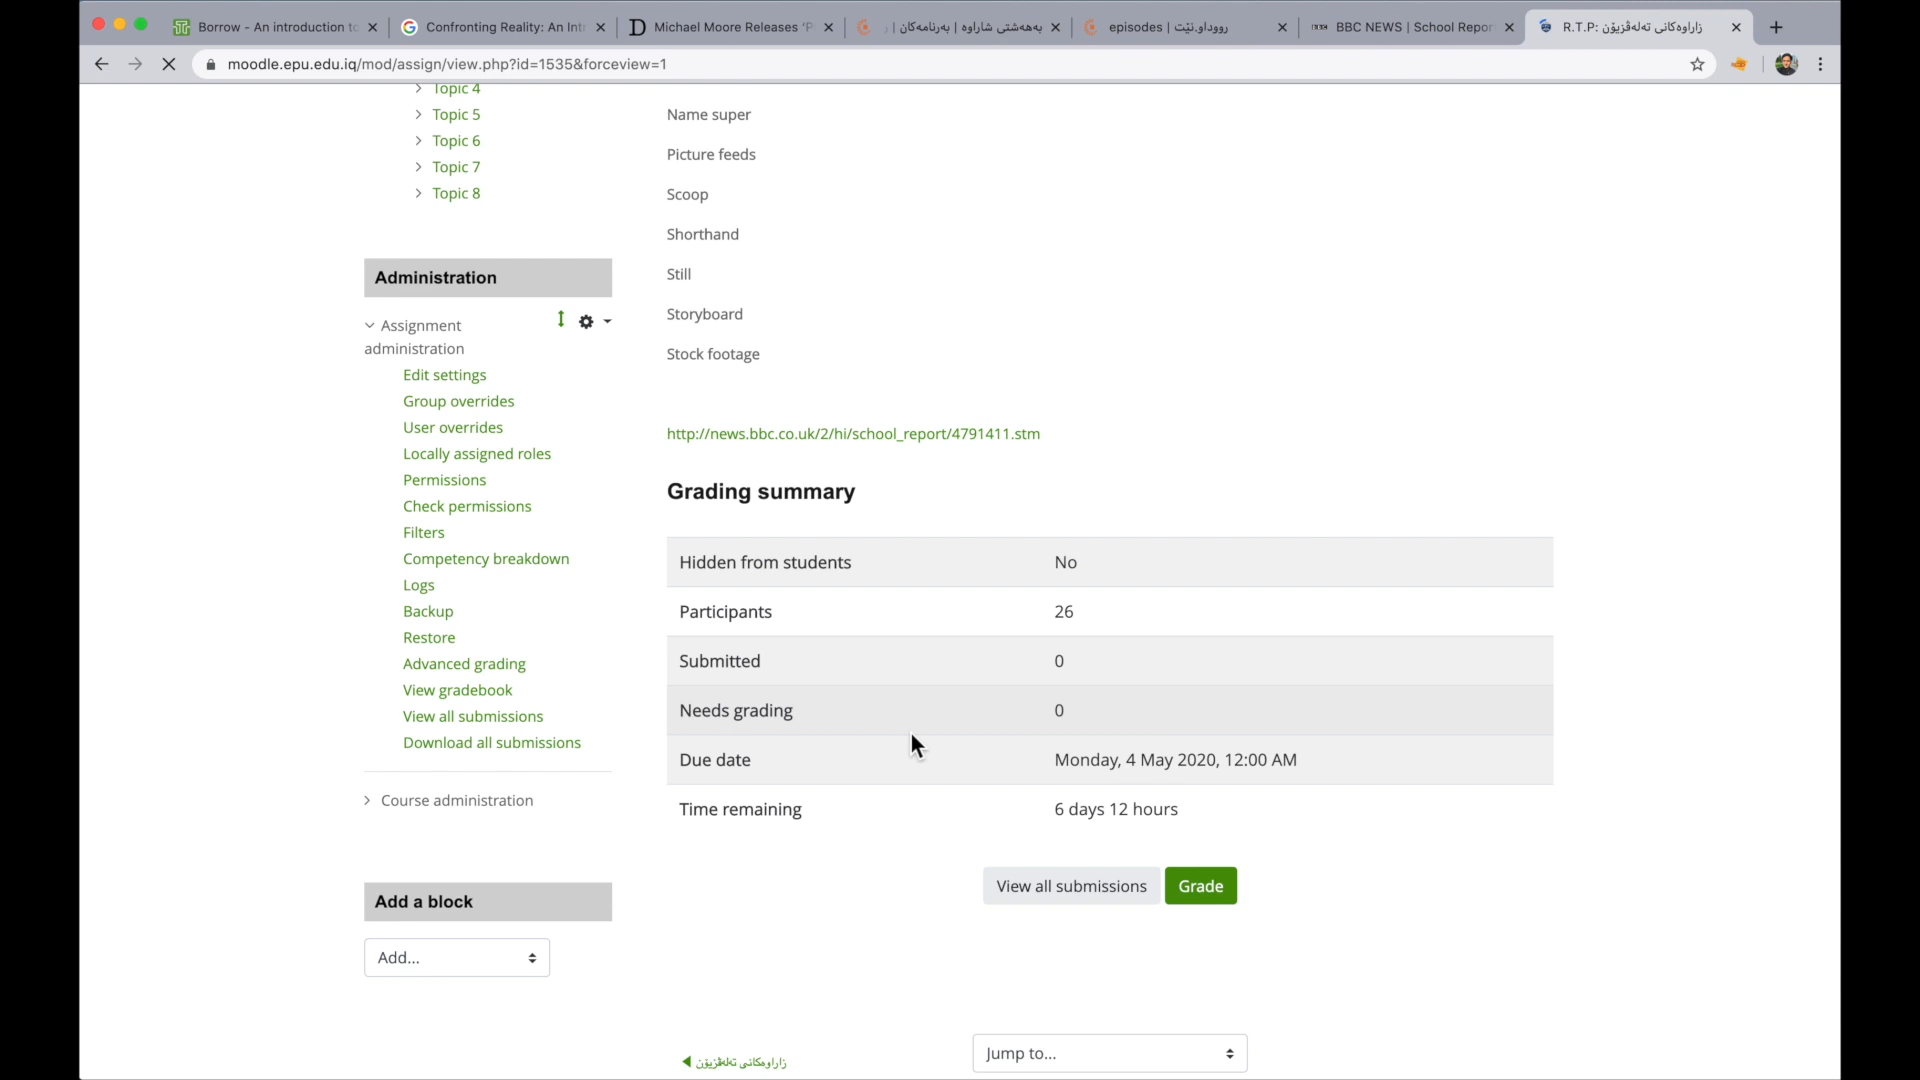 Borrow - An introduction to
Confronting Reality: An Int
Michael Moore Releases 'P
بەهەشتی شاراوە | بەرنامەکان | ر
episodes | رووداو.نێت
BBC NEWS | School Repor
R.T.P: زاراوەکانی تەلەڤزیۆن
moodle.epu.edu.iq/mod/assign/view.php?id=1535&forceview=1
Topic 4
Topic 5
Topic 6
Topic 7
Topic 8
Administration
Assignment
administration
Edit settings
Group overrides
User overrides
Locally assigned roles
Permissions
Check permissions
Filters
Competency breakdown
Logs
Backup
Restore
Advanced grading
View gradebook
View all submissions
Download all submissions
Course administration
Add a block
Add...
Name super
Picture feeds
Scoop
Shorthand
Still
Storyboard
Stock footage
http://news.bbc.co.uk/2/hi/school_report/4791411.stm
Grading summary
Hidden from students No
Participants 26
Submitted 0
Needs grading 0
Due date Monday, 4 May 2020, 12:00 AM
Time remaining 6 days 12 hours
View all submissions Grade
زاراوەکانی تەلەڤزیۆن ◀
Jump to...